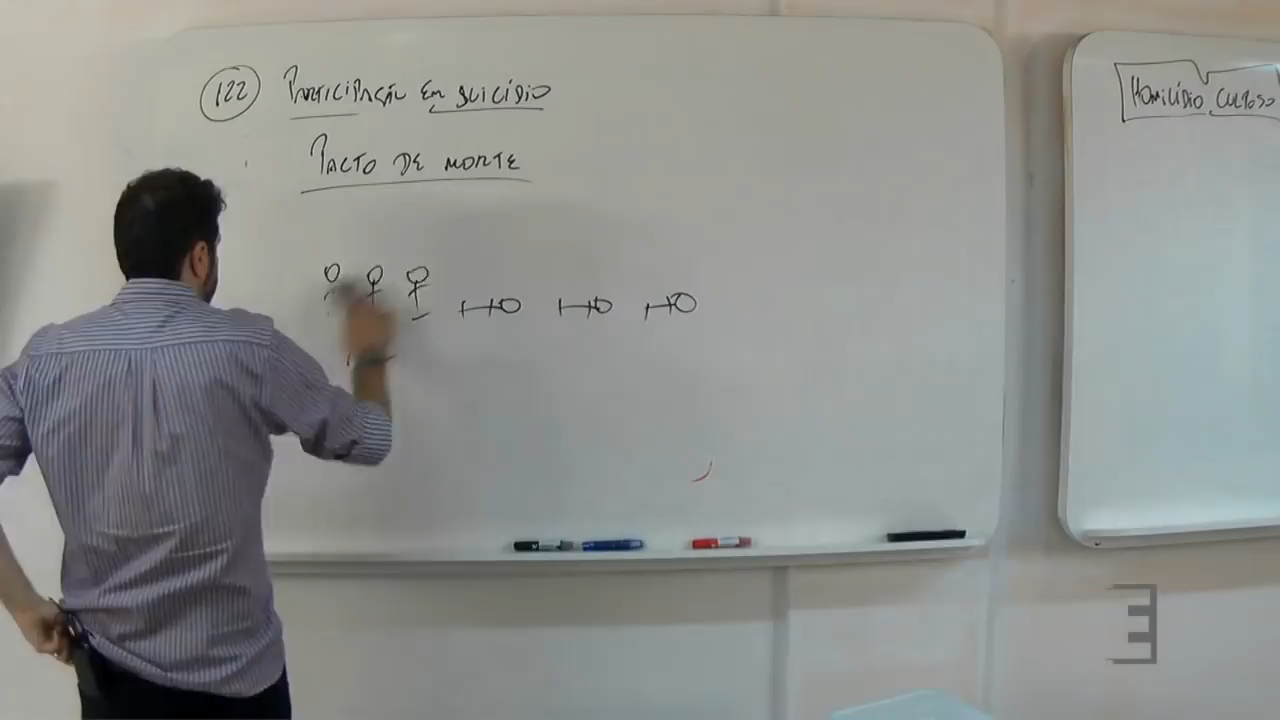 122 PARTICIPAÇÃO EM SUICÍDIO
PACTO DE MORTE
HOMICÍDIO CULPOSO